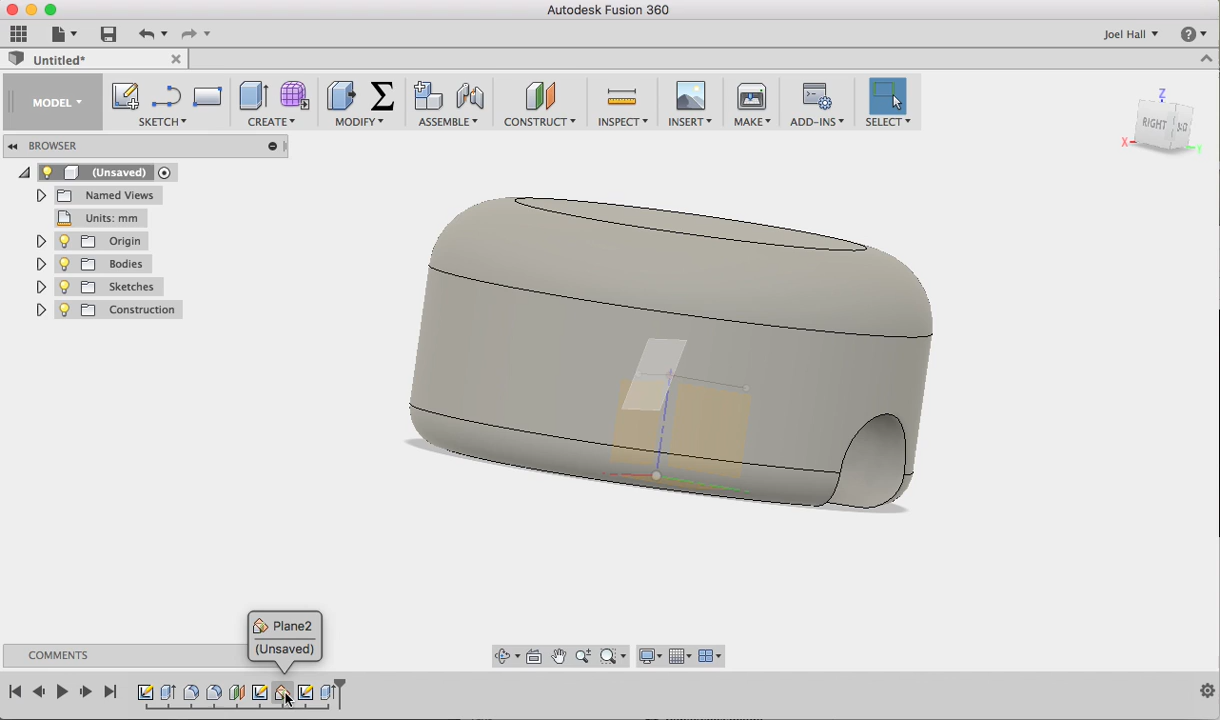 Autodesk Fusion 360
Joel Hall
Untitled*
MODEL
SKETCH
CREATE
MODIFY
ASSEMBLE
CONSTRUCT
INSPECT
INSERT
MAKE
ADD-INS
SELECT
Z
RIGHT
X
Y
BROWSER
(Unsaved)
Named Views
Units: mm
Origin
Bodies
Sketches
Construction
Plane2
(Unsaved)
COMMENTS